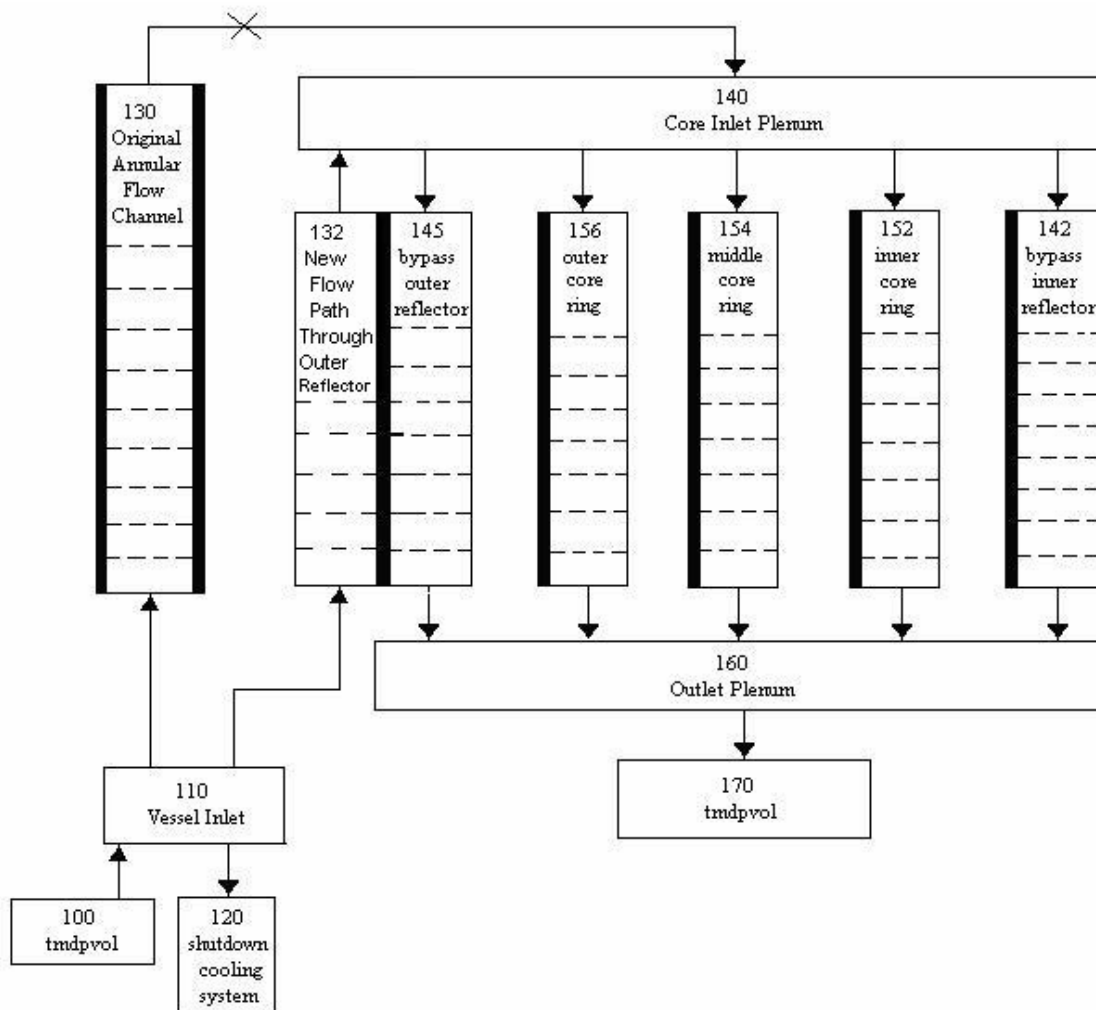 140
Core Inlet Plenum
130
Original
Annular
Flow
Channel
132
New
Flow
Path
Through
Outer
Reflector
145
bypass
outer
reflector
156
outer
core
ring
154
middle
core
ring
152
inner
core
ring
142
bypass
inner
reflector
160
Outlet Plenum
170
tmdpvol
110
Vessel Inlet
100
tmdpvol
120
shutdown
cooling
system